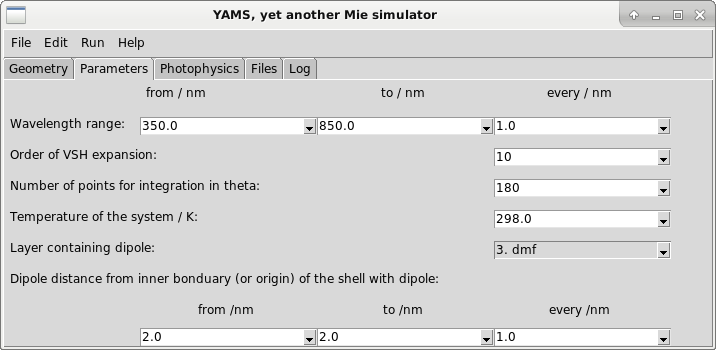 YAMS, yet another Mie simulator
File Edit Run Help
Geometry Parameters Photophysics Files Log
from / nm to / nm every / nm
Wavelength range: 350.0 850.0 1.0
Order of VSH expansion: 10
Number of points for integration in theta: 180
Temperature of the system / K: 298.0
Layer containing dipole: 3. dmf
Dipole distance from inner bonduary (or origin) of the shell with dipole:
from /nm to /nm every /nm
2.0 2.0 1.0